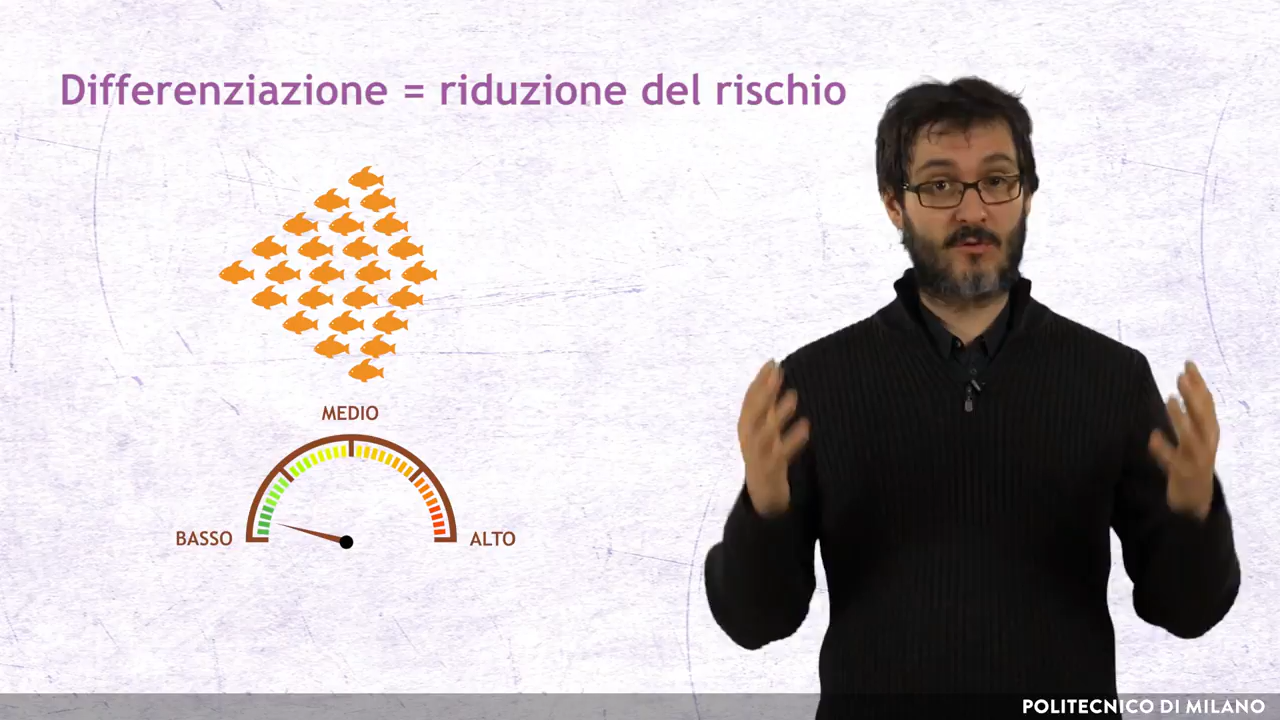 Differenziazione = riduzione del rischio
MEDIO
BASSO
ALTO
POLITECNICO DI MILANO